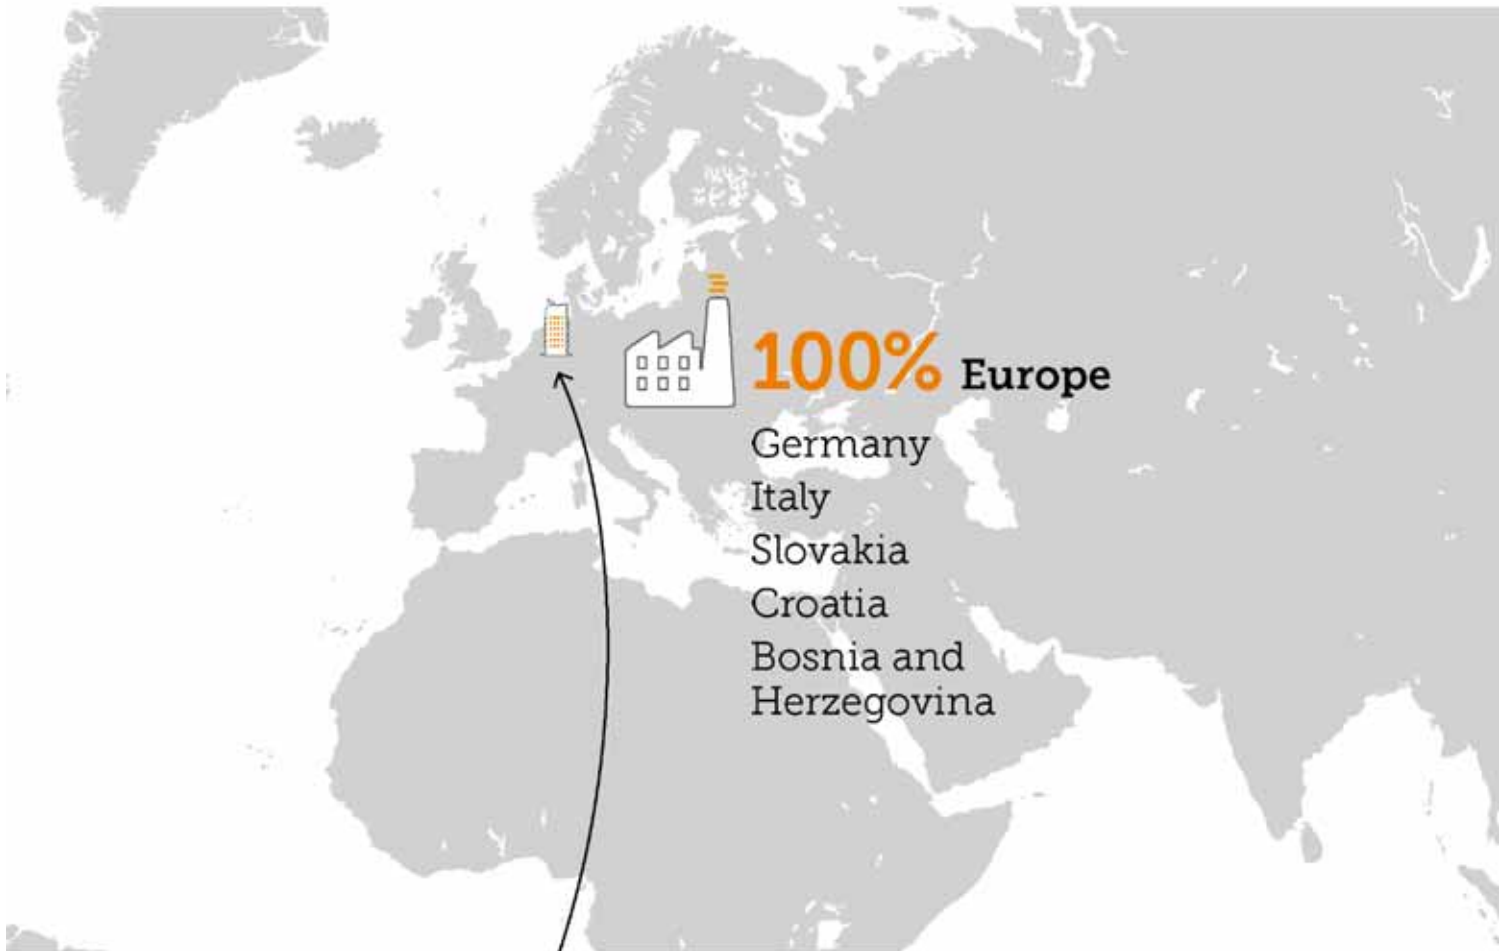 100% Europe
Germany
Italy
Slovakia
Croatia
Bosnia and
Herzegovina